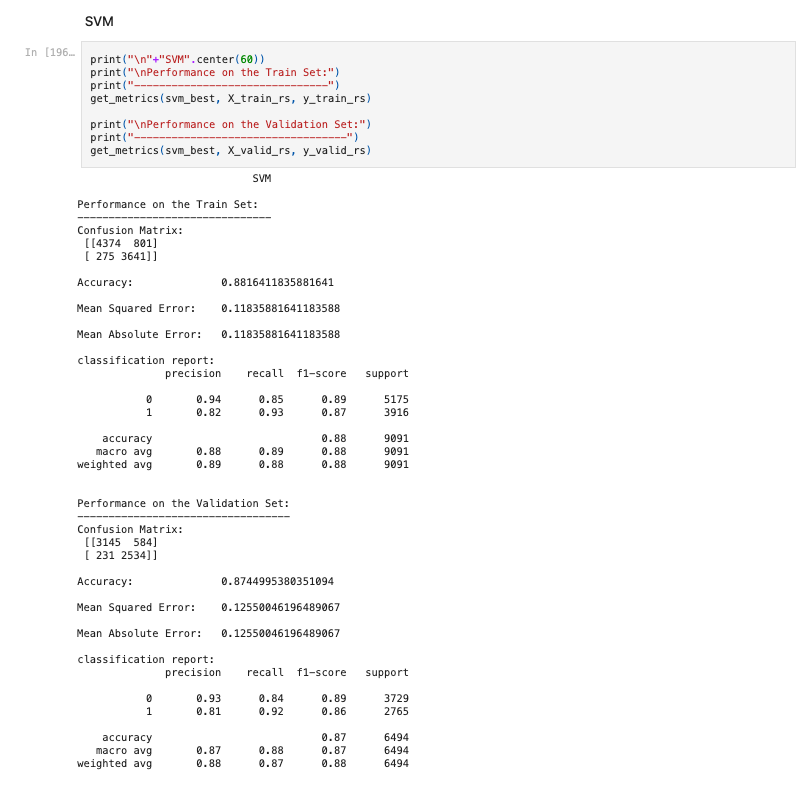 SVM
In [196…
print("\n"+"SVM".center(60))
print("\nPerformance on the Train Set:")
print("-------------------------------")
get_metrics(svm_best, X_train_rs, y_train_rs)
print("\nPerformance on the Validation Set:")
print("----------------------------------")
get_metrics(svm_best, X_valid_rs, y_valid_rs)
SVM
Performance on the Train Set:
-------------------------------
Confusion Matrix:
[[4374 801]
[ 275 3641]]
Accuracy: 0.8816411835881641
Mean Squared Error: 0.11835881641183588
Mean Absolute Error: 0.11835881641183588
classification report:
precision recall f1-score support
0 0.94 0.85 0.89 5175
1 0.82 0.93 0.87 3916
accuracy 0.88 9091
macro avg 0.88 0.89 0.88 9091
weighted avg 0.89 0.88 0.88 9091
Performance on the Validation Set:
----------------------------------
Confusion Matrix:
[[3145 584]
[ 231 2534]]
Accuracy: 0.8744995380351094
Mean Squared Error: 0.12550046196489067
Mean Absolute Error: 0.12550046196489067
classification report:
precision recall f1-score support
0 0.93 0.84 0.89 3729
1 0.81 0.92 0.86 2765
accuracy 0.87 6494
macro avg 0.87 0.88 0.87 6494
weighted avg 0.88 0.87 0.88 6494